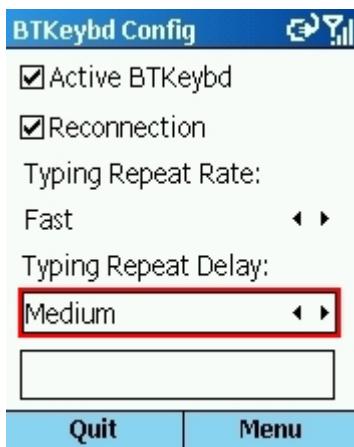 BTKeybd Config
Active BTKeybd
Reconnection
Typing Repeat Rate:
Fast
Typing Repeat Delay:
Medium
Quit Menu